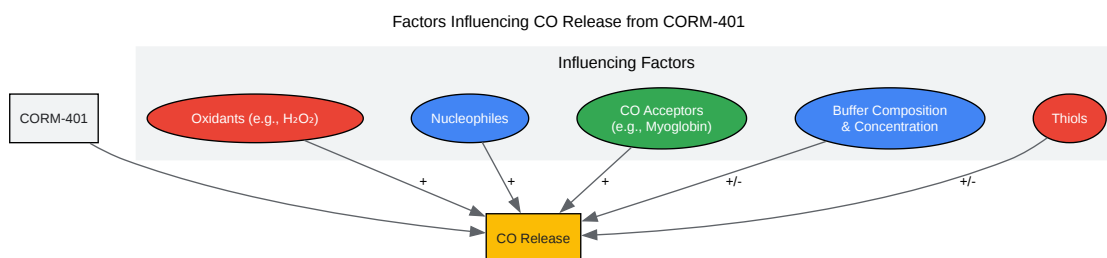 Factors Influencing CO Release from CORM-401
Influencing Factors
CORM-401
Oxidants (e.g., H₂O₂)
Nucleophiles
CO Acceptors
(e.g., Myoglobin)
Buffer Composition
& Concentration
Thiols
+
+
+
+/-
+/-
CO Release